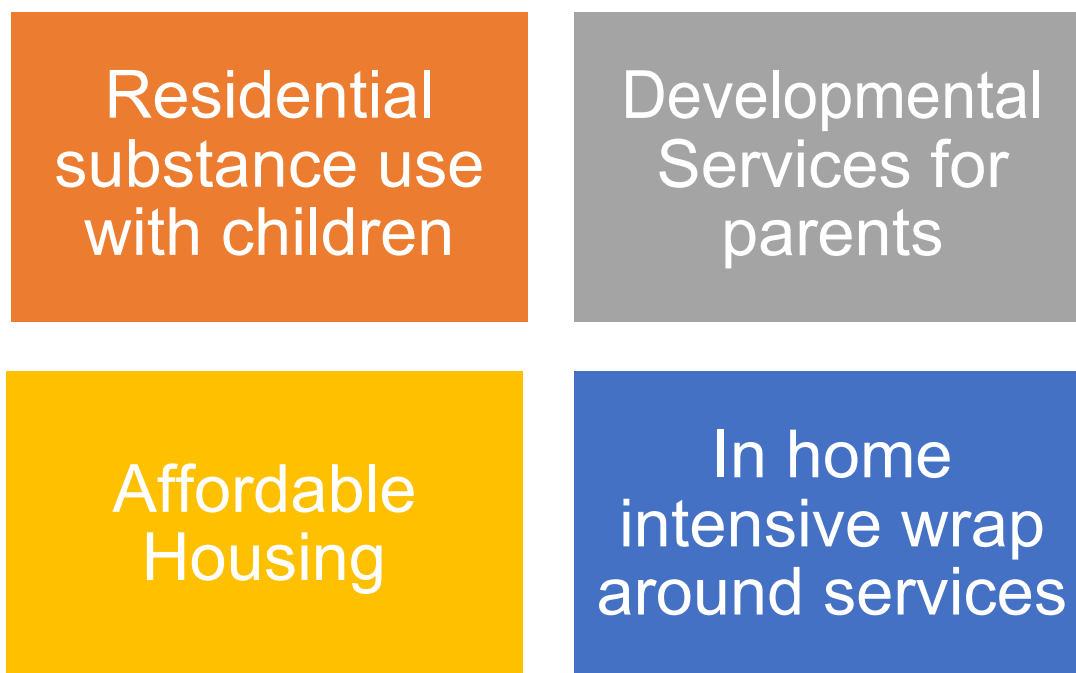 Residential
substance use
with children
Developmental
Services for
parents
Affordable
Housing
In home
intensive wrap
around services